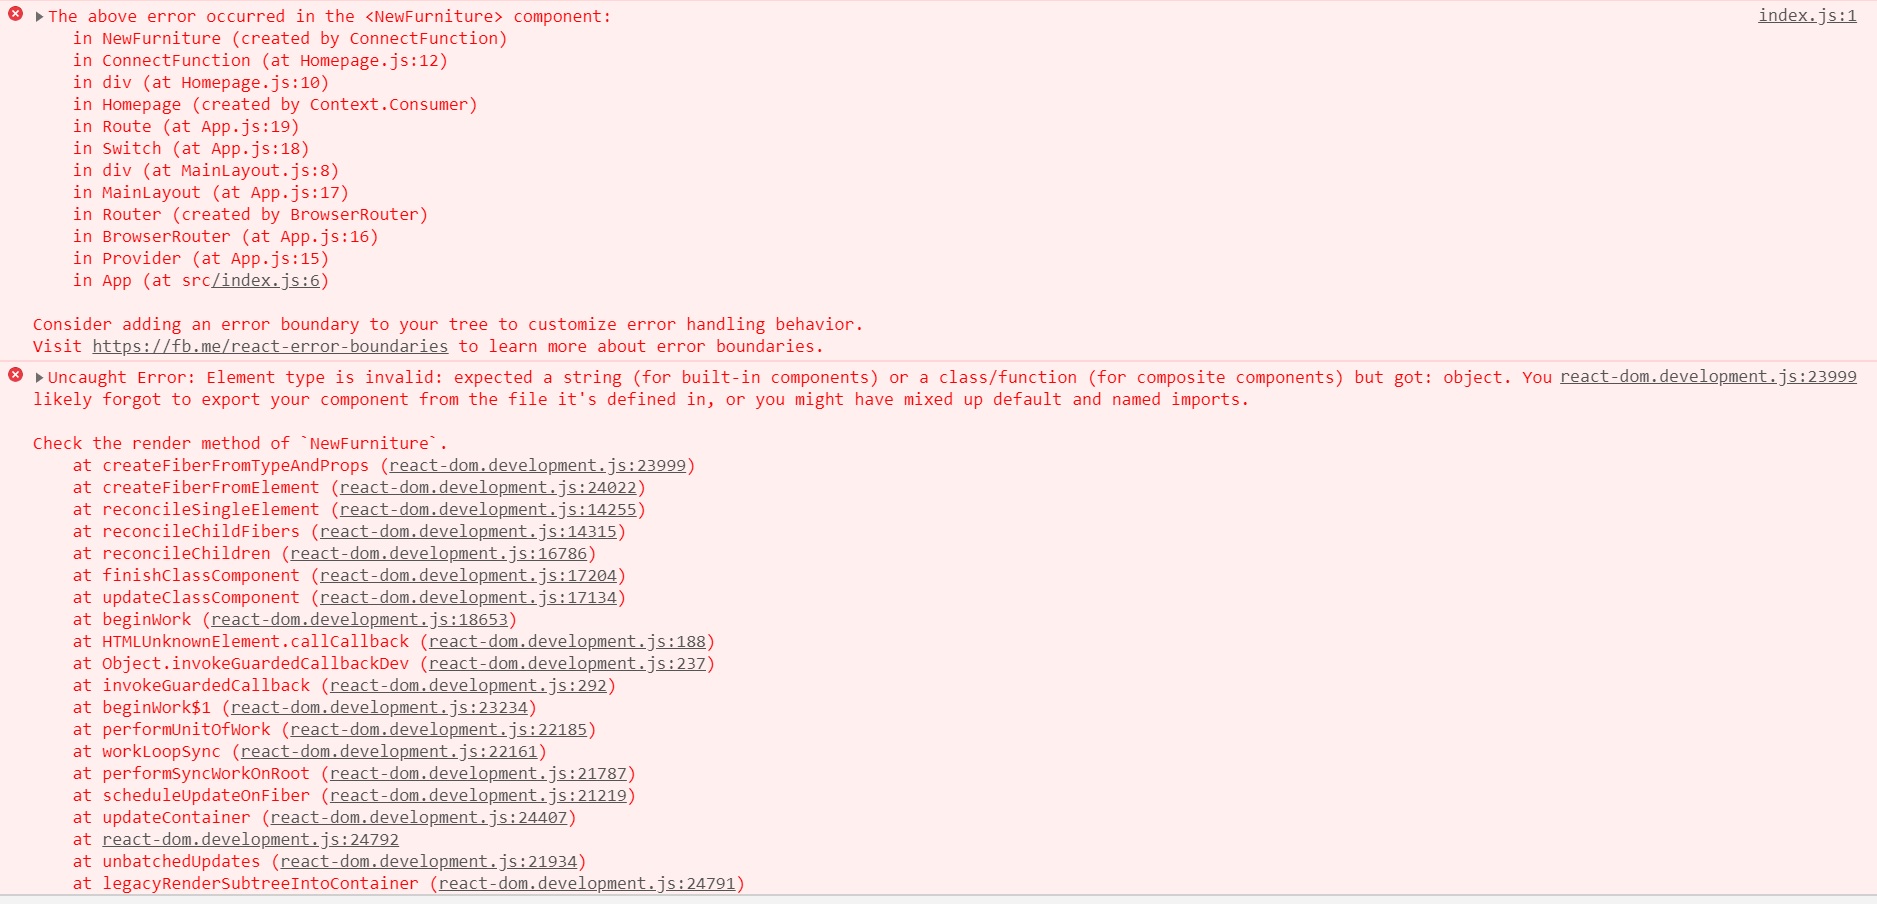 The above error occurred in the <NewFurniture> component: index.js:1
in NewFurniture (created by ConnectFunction)
in ConnectFunction (at Homepage.js:12)
in div (at Homepage.js:10)
in Homepage (created by Context.Consumer)
in Route (at App.js:19)
in Switch (at App.js:18)
in div (at MainLayout.js:8)
in MainLayout (at App.js:17)
in Router (created by BrowserRouter)
in BrowserRouter (at App.js:16)
in Provider (at App.js:15)
in App (at src/index.js:6)
Consider adding an error boundary to your tree to customize error handling behavior.
Visit https://fb.me/react-error-boundaries to learn more about error boundaries.
Uncaught Error: Element type is invalid: expected a string (for built-in components) or a class/function (for composite components) but got: object. You react-dom.development.js:23999
likely forgot to export your component from the file it's defined in, or you might have mixed up default and named imports.
Check the render method of `NewFurniture`.
at createFiberFromTypeAndProps (react-dom.development.js:23999)
at createFiberFromElement (react-dom.development.js:24022)
at reconcileSingleElement (react-dom.development.js:14255)
at reconcileChildFibers (react-dom.development.js:14315)
at reconcileChildren (react-dom.development.js:16786)
at finishClassComponent (react-dom.development.js:17204)
at updateClassComponent (react-dom.development.js:17134)
at beginWork (react-dom.development.js:18653)
at HTMLUnknownElement.callCallback (react-dom.development.js:188)
at Object.invokeGuardedCallbackDev (react-dom.development.js:237)
at invokeGuardedCallback (react-dom.development.js:292)
at beginWork$1 (react-dom.development.js:23234)
at performUnitOfWork (react-dom.development.js:22185)
at workLoopSync (react-dom.development.js:22161)
at performSyncWorkOnRoot (react-dom.development.js:21787)
at scheduleUpdateOnFiber (react-dom.development.js:21219)
at updateContainer (react-dom.development.js:24407)
at react-dom.development.js:24792
at unbatchedUpdates (react-dom.development.js:21934)
at legacyRenderSubtreeIntoContainer (react-dom.development.js:24791)